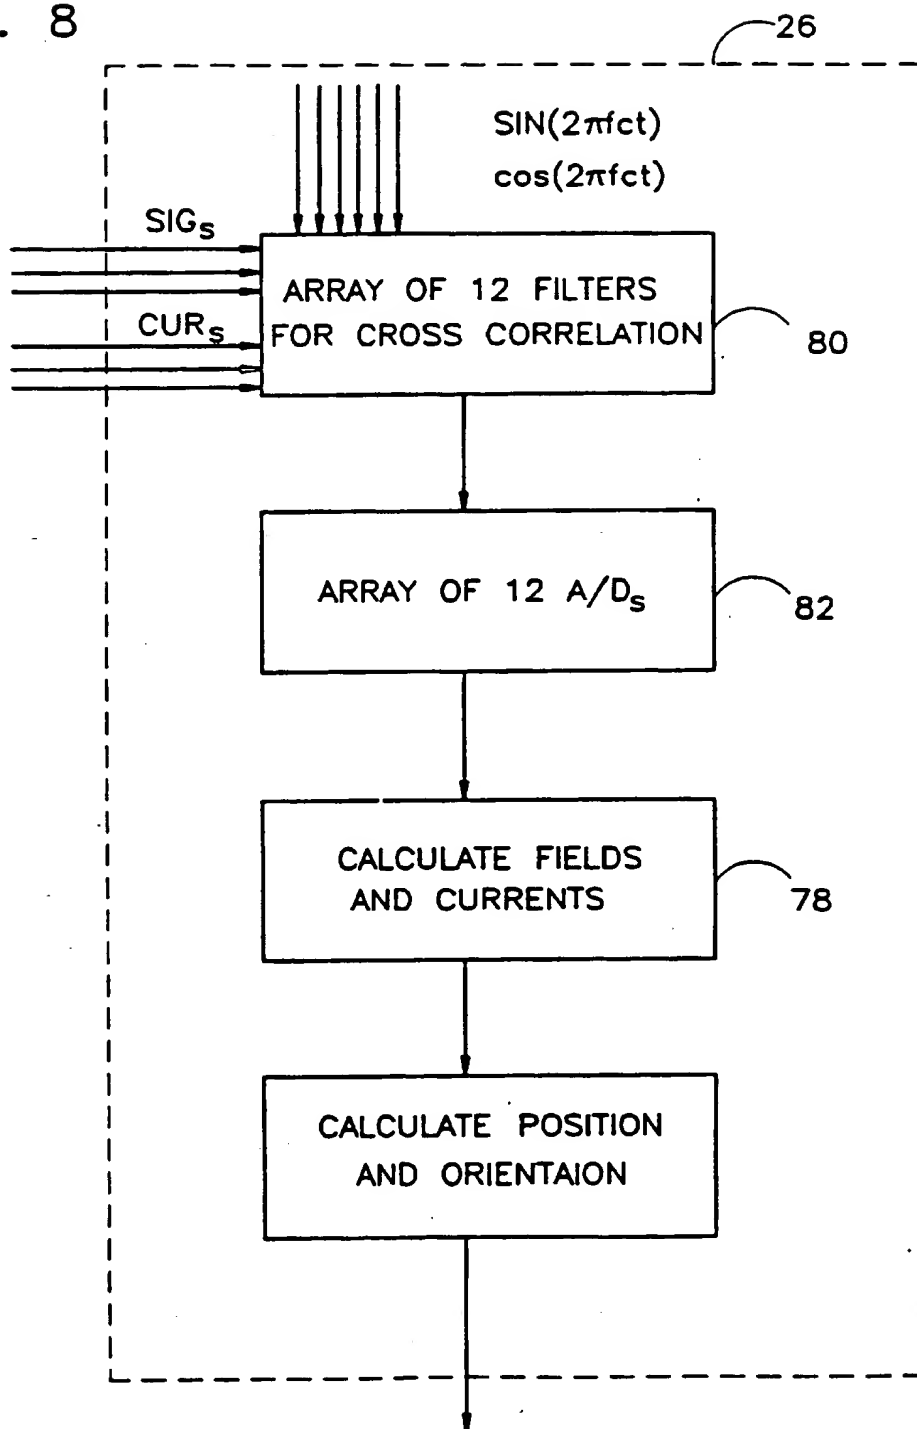 . 8
26
SIN(2πfct)
cos(2πfct)
SIGs
ARRAY OF 12 FILTERS
FOR CROSS CORRELATION
CURs
80
ARRAY OF 12 A/Ds
82
CALCULATE FIELDS
AND CURRENTS
78
CALCULATE POSITION
AND ORIENTAION